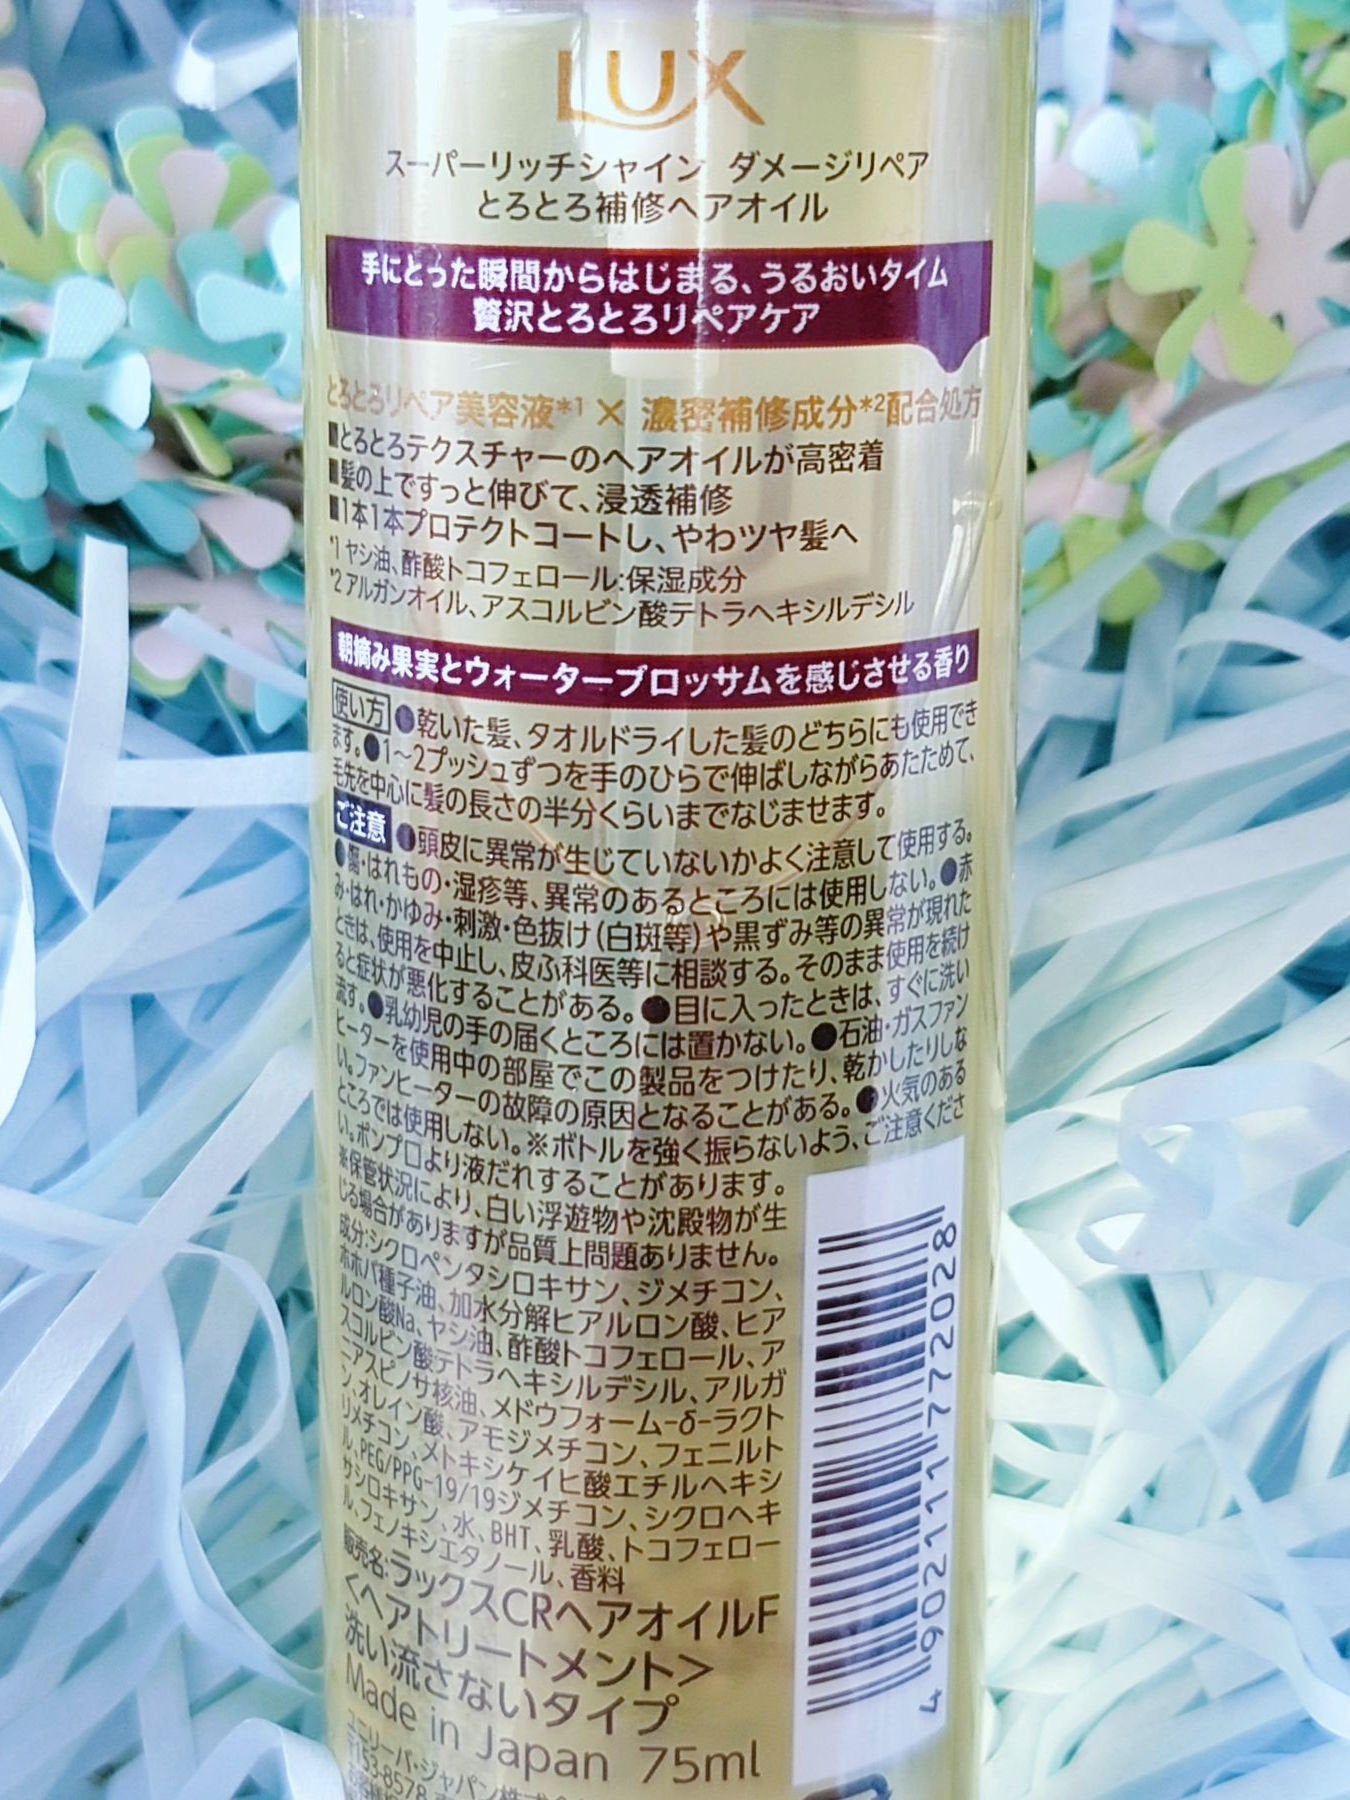 LUX
スーパーリッチシャイン ダメージリペア
とろとろ補修ヘアオイル
手にとった瞬間からはじまる、うるおいタイム
贅沢とろとろリペアケア
とろとろリペア美容液*1 × 濃密補修成分*2配合処方
■とろとろテクスチャーのヘアオイルが高密着
■髪の上ですっと伸びて、浸透補修
■1本1本プロテクトコートし、やわツヤ髪へ
*1 ヤシ油、酢酸トコフェロール:保湿成分
*2 アルガンオイル、アスコルビン酸テトラヘキシルデシル
朝摘み果実とウォーターブロッサムを感じさせる香り
使い方 ●乾いた髪、タオルドライした髪のどちらにも使用でき
ます。●1～2プッシュずつを手のひらで伸ばしながらあたためて、
毛先を中心に髪の長さの半分くらいまでなじませます。
ご注意 ●頭皮に異常が生じていないかよく注意して使用する。
●傷・はれもの・湿疹等、異常のあるところには使用しない。●赤
み・はれ・かゆみ・刺激・色抜け(白斑等)や黒ずみ等の異常が現れた
ときは、使用を中止し、皮ふ科医等に相談する。そのまま使用を続け
ると症状が悪化することがある。●目に入ったときは、すぐに洗い
流す。●乳幼児の手の届くところには置かない。●石油・ガスファン
ヒーターを使用中の部屋でこの製品をつけたり、乾かしたりしな
い。ファンヒーターの故障の原因となることがある。●火気のある
ところでは使用しない。※ボトルを強く振らないよう、ご注意くださ
い。ポンプ口より液だれすることがあります。
※保管状況により、白い浮遊物や沈殿物が生
じる場合がありますが品質上問題ありません。
成分:シクロペンタシロキサン、ジメチコン、
ホホバ種子油、加水分解ヒアルロン酸、ヒア
ルロン酸Na、ヤシ油、酢酸トコフェロール、ア
スコルビン酸テトラヘキシルデシル、アルガ
ニアスピノサ核油、メドウフォーム-δ-ラクト
ン、オレイン酸、アモジメチコン、フェニルト
リメチコン、メトキシケイヒ酸エチルヘキシ
ル、PEG/PPG-19/19ジメチコン、シクロヘキ
サシロキサン、水、BHT、乳酸、トコフェロー
ル、フェノキシエタノール、香料
販売名:ラックスCRヘアオイルF
<ヘアトリートメント>
洗い流さないタイプ
Made in Japan 75ml
ユニリーバ・ジャパン株式
〒153-8578
4902111772028